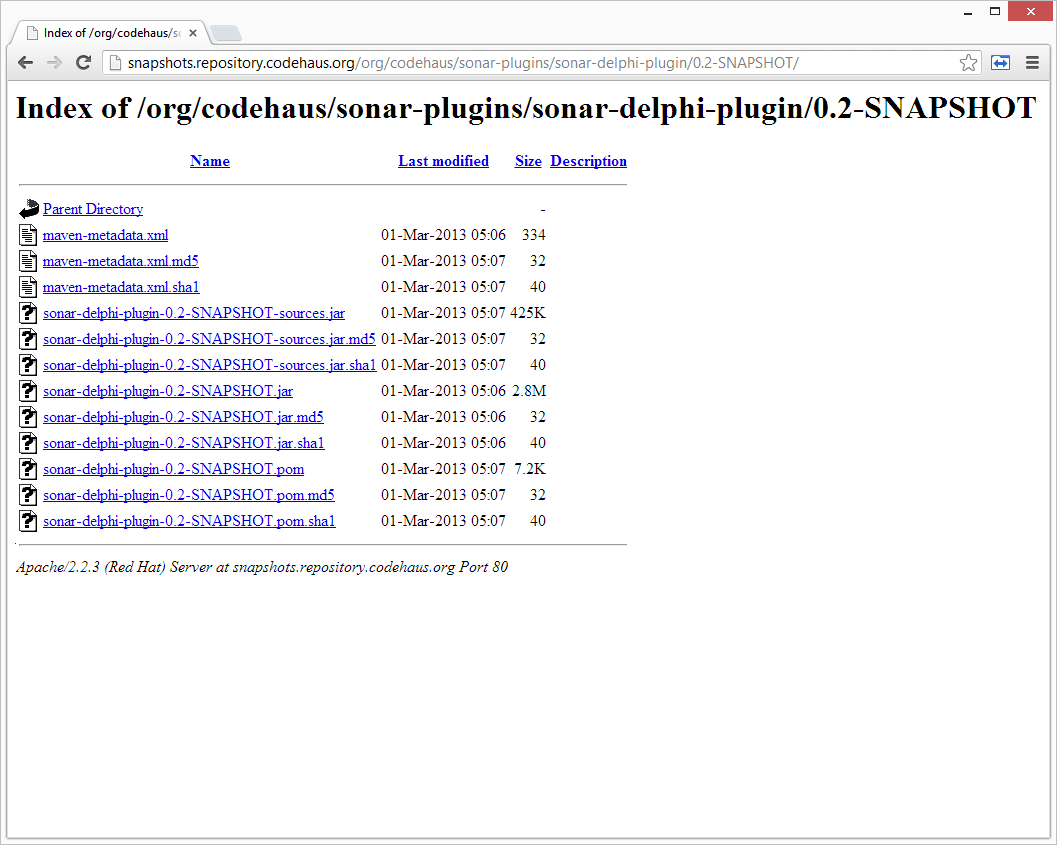 Index of /org/codehaus/so
snapshots.repository.codehaus.org/org/codehaus/sonar-plugins/sonar-delphi-plugin/0.2-SNAPSHOT/
Index of /org/codehaus/sonar-plugins/sonar-delphi-plugin/0.2-SNAPSHOT
Name Last modified Size Description
Parent Directory -
maven-metadata.xml 01-Mar-2013 05:06 334
maven-metadata.xml.md5 01-Mar-2013 05:07 32
maven-metadata.xml.sha1 01-Mar-2013 05:07 40
sonar-delphi-plugin-0.2-SNAPSHOT-sources.jar 01-Mar-2013 05:07 425K
sonar-delphi-plugin-0.2-SNAPSHOT-sources.jar.md5 01-Mar-2013 05:07 32
sonar-delphi-plugin-0.2-SNAPSHOT-sources.jar.sha1 01-Mar-2013 05:07 40
sonar-delphi-plugin-0.2-SNAPSHOT.jar 01-Mar-2013 05:06 2.8M
sonar-delphi-plugin-0.2-SNAPSHOT.jar.md5 01-Mar-2013 05:06 32
sonar-delphi-plugin-0.2-SNAPSHOT.jar.sha1 01-Mar-2013 05:06 40
sonar-delphi-plugin-0.2-SNAPSHOT.pom 01-Mar-2013 05:07 7.2K
sonar-delphi-plugin-0.2-SNAPSHOT.pom.md5 01-Mar-2013 05:07 32
sonar-delphi-plugin-0.2-SNAPSHOT.pom.sha1 01-Mar-2013 05:07 40
Apache/2.2.3 (Red Hat) Server at snapshots.repository.codehaus.org Port 80